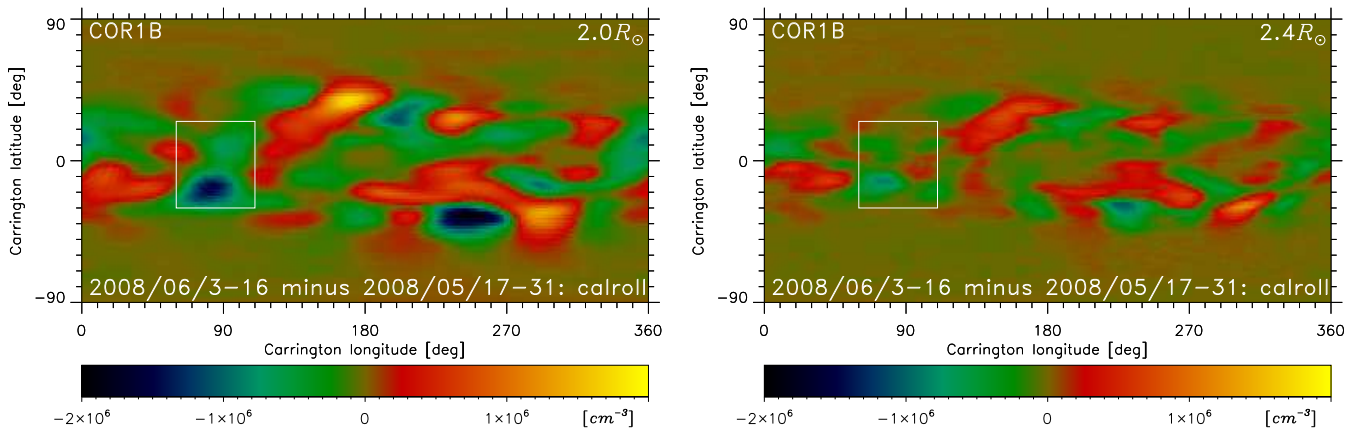 COR1B 2.0R☉
2008/06/3-16 minus 2008/05/17-31: calroll
90
0
-90
Carrington latitude [deg]
0 90 180 270 360
Carrington longitude [deg]
-2×10⁶ -1×10⁶ 0 1×10⁶ [cm⁻³]
COR1B 2.4R☉
2008/06/3-16 minus 2008/05/17-31: calroll
90
0
-90
Carrington latitude [deg]
0 90 180 270 360
Carrington longitude [deg]
-2×10⁶ -1×10⁶ 0 1×10⁶ [cm⁻³]